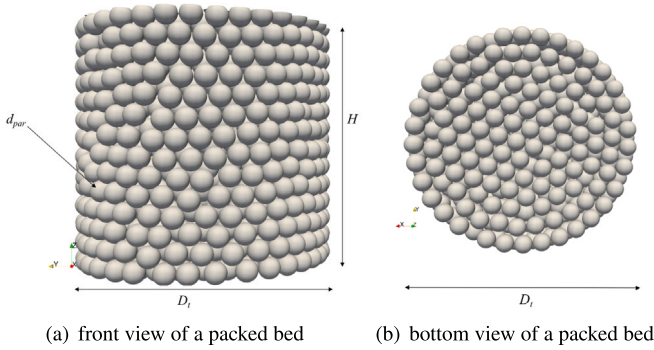 d_par
H
Z
Y
X
D_t
Y
X
Z
D_t
(a) front view of a packed bed
(b) bottom view of a packed bed